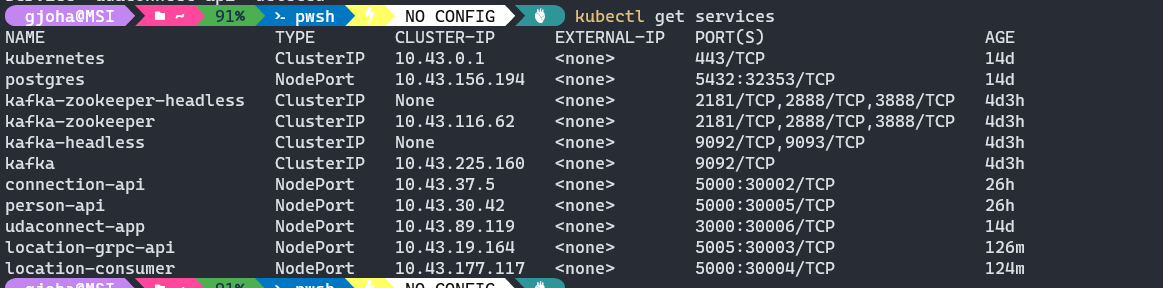 gjoha@MSI ~ 91% pwsh NO CONFIG kubectl get services
NAME TYPE CLUSTER-IP EXTERNAL-IP PORT(S) AGE
kubernetes ClusterIP 10.43.0.1 <none> 443/TCP 14d
postgres NodePort 10.43.156.194 <none> 5432:32353/TCP 14d
kafka-zookeeper-headless ClusterIP None <none> 2181/TCP,2888/TCP,3888/TCP 4d3h
kafka-zookeeper ClusterIP 10.43.116.62 <none> 2181/TCP,2888/TCP,3888/TCP 4d3h
kafka-headless ClusterIP None <none> 9092/TCP,9093/TCP 4d3h
kafka ClusterIP 10.43.225.160 <none> 9092/TCP 4d3h
connection-api NodePort 10.43.37.5 <none> 5000:30002/TCP 26h
person-api NodePort 10.43.30.42 <none> 5000:30005/TCP 26h
udaconnect-app NodePort 10.43.89.119 <none> 3000:30006/TCP 14d
location-grpc-api NodePort 10.43.19.164 <none> 5005:30003/TCP 126m
location-consumer NodePort 10.43.177.117 <none> 5000:30004/TCP 124m
gjoha@MSI ~ 91% pwsh NO CONFIG